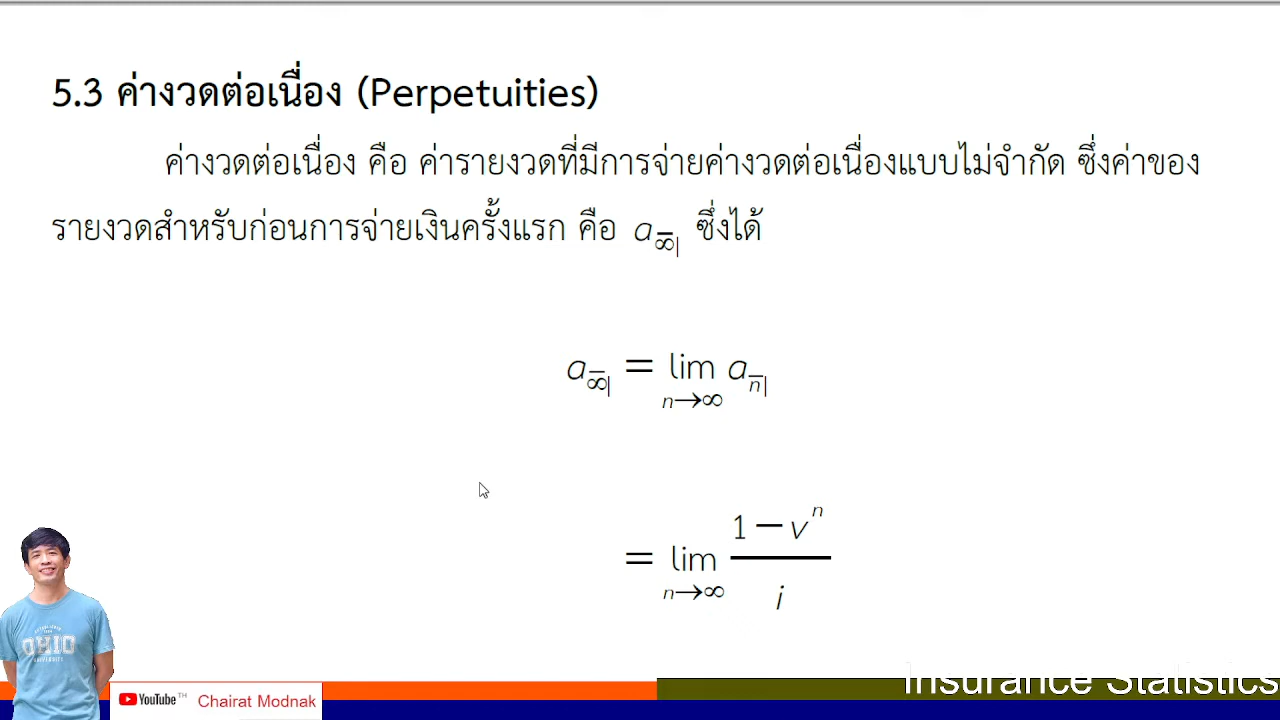 5.3 ค่างวดต่อเนื่อง (Perpetuities)
ค่างวดต่อเนื่อง คือ ค่ารายงวดที่มีการจ่ายค่างวดต่อเนื่องแบบไม่จำกัด ซึ่งค่าของ
รายงวดสำหรับก่อนการจ่ายเงินครั้งแรก คือ a∞̅| ซึ่งได้
a∞̅| = lim n→∞ an̅|
= lim n→∞ (1 − vⁿ) / i
ESTABLISHED
OHIO
UNIVERSITY
YouTube TH Chairat Modnak
Insurance Statistics